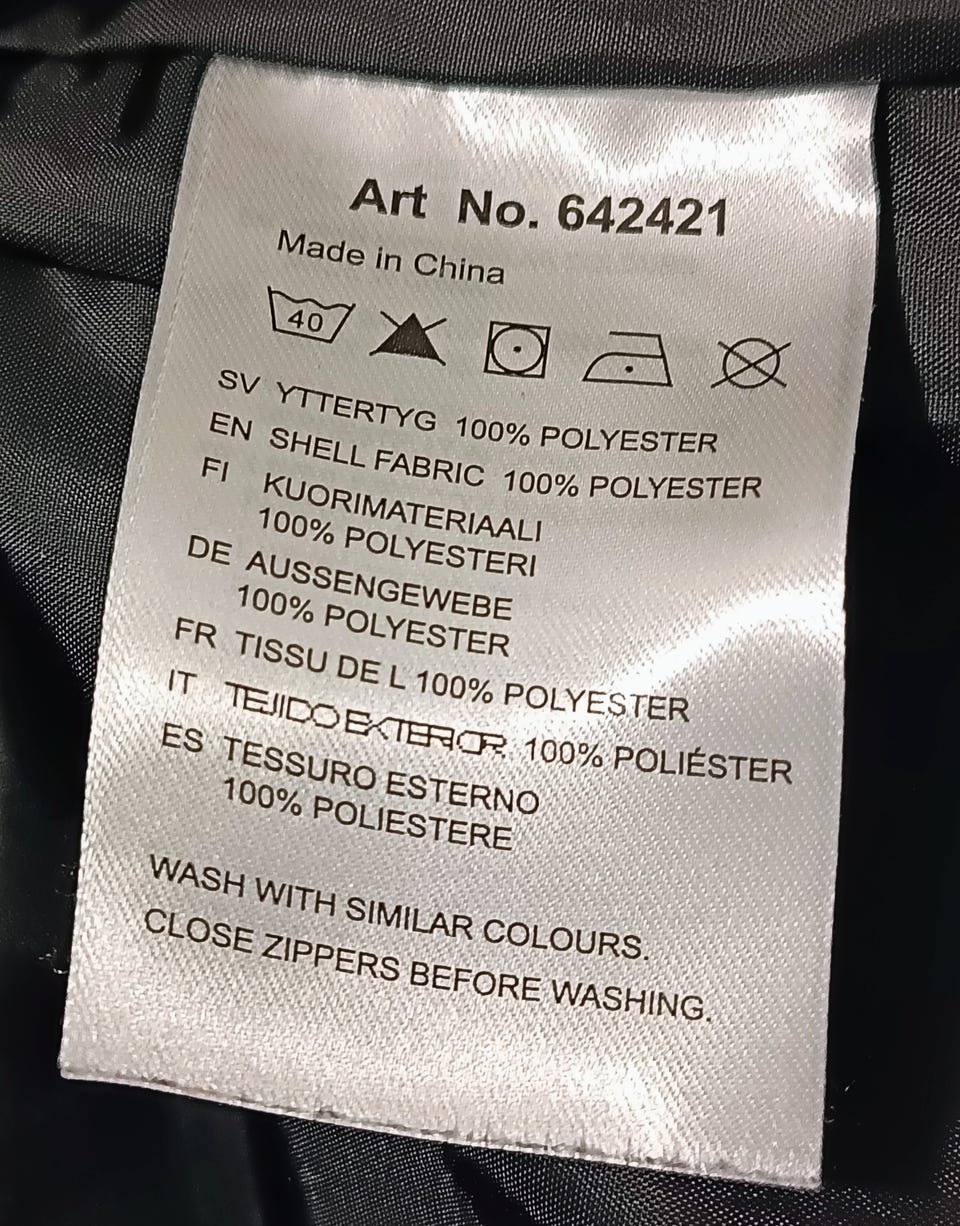 Art No. 642421
Made in China
40
SV YTTERTYG 100% POLYESTER
EN SHELL FABRIC 100% POLYESTER
FI KUORIMATERIAALI
100% POLYESTERI
DE AUSSENGEWEBE
100% POLYESTER
FR TISSU DE L 100% POLYESTER
IT TEJIDO EXTERIOR 100% POLIÉSTER
ES TESSURO ESTERNO
100% POLIESTERE
WASH WITH SIMILAR COLOURS.
CLOSE ZIPPERS BEFORE WASHING.